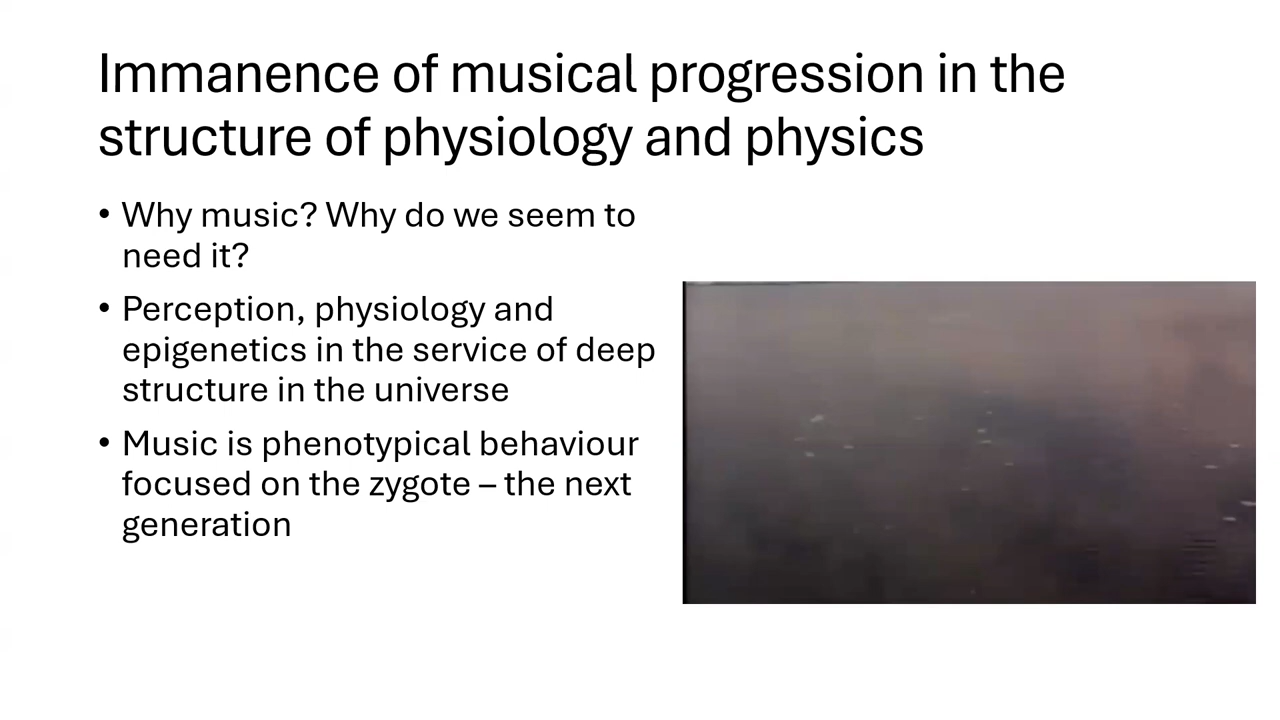 Immanence of musical progression in the
structure of physiology and physics
• Why music? Why do we seem to
need it?
• Perception, physiology and
epigenetics in the service of deep
structure in the universe
• Music is phenotypical behaviour
focused on the zygote – the next
generation